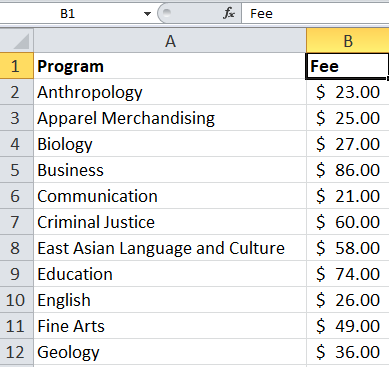 B1 fx Fee
A B
1 Program Fee
2 Anthropology $ 23.00
3 Apparel Merchandising $ 25.00
4 Biology $ 27.00
5 Business $ 86.00
6 Communication $ 21.00
7 Criminal Justice $ 60.00
8 East Asian Language and Culture $ 58.00
9 Education $ 74.00
10 English $ 26.00
11 Fine Arts $ 49.00
12 Geology $ 36.00